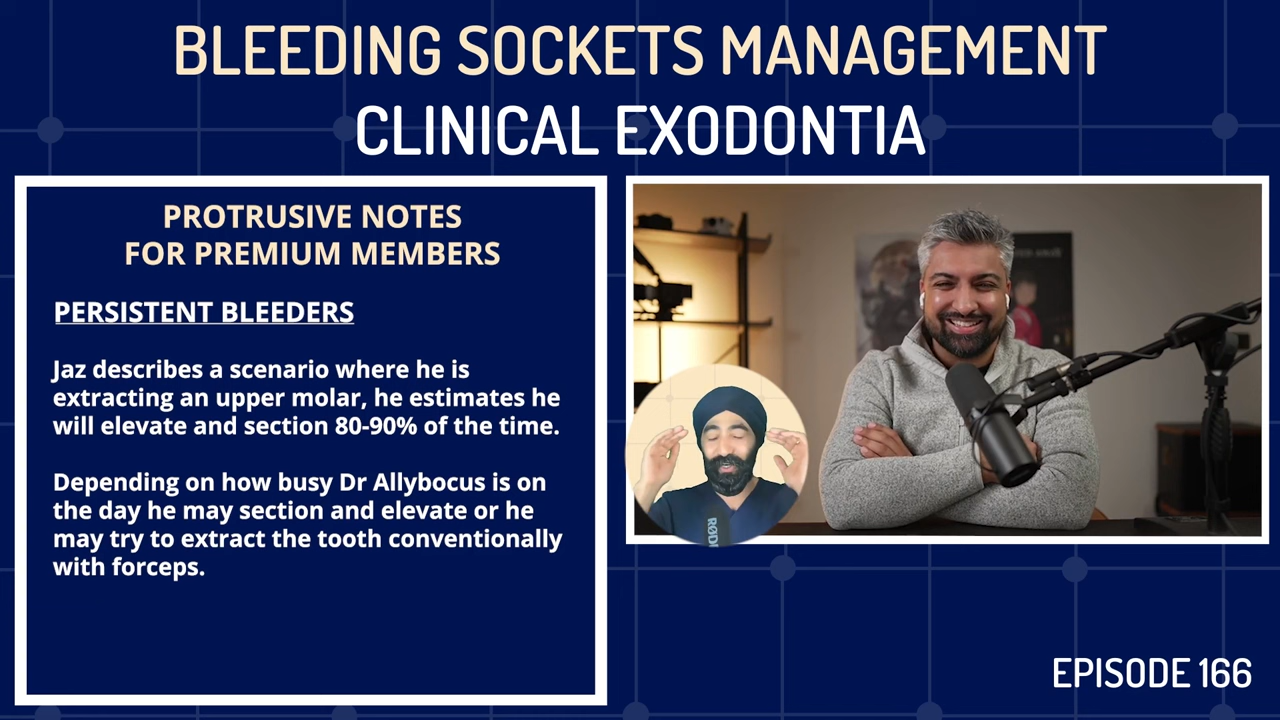 BLEEDING SOCKETS MANAGEMENT
CLINICAL EXODONTIA
PROTRUSIVE NOTES
FOR PREMIUM MEMBERS
PERSISTENT BLEEDERS
Jaz describes a scenario where he is
extracting an upper molar, he estimates he
will elevate and section 80-90% of the time.
Depending on how busy Dr Allybocus is on
the day he may section and elevate or he
may try to extract the tooth conventionally
with forceps.
EPISODE 166